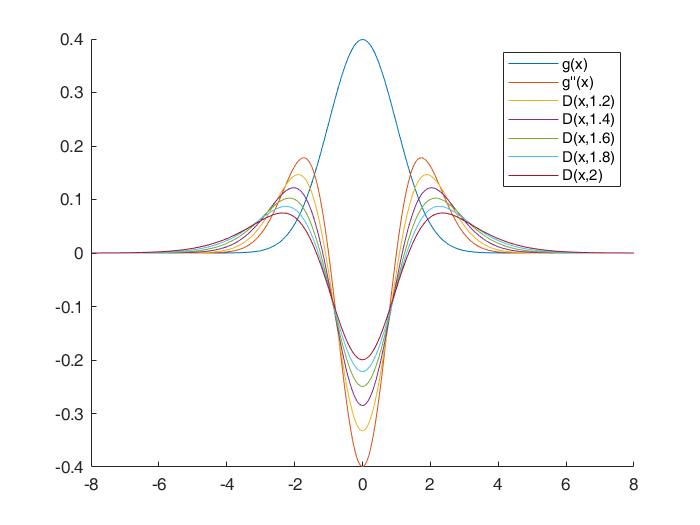 0.4
0.3
0.2
0.1
0
-0.1
-0.2
-0.3
-0.4
-8 -6 -4 -2 0 2 4 6 8
g(x)
g"(x)
D(x,1.2)
D(x,1.4)
D(x,1.6)
D(x,1.8)
D(x,2)